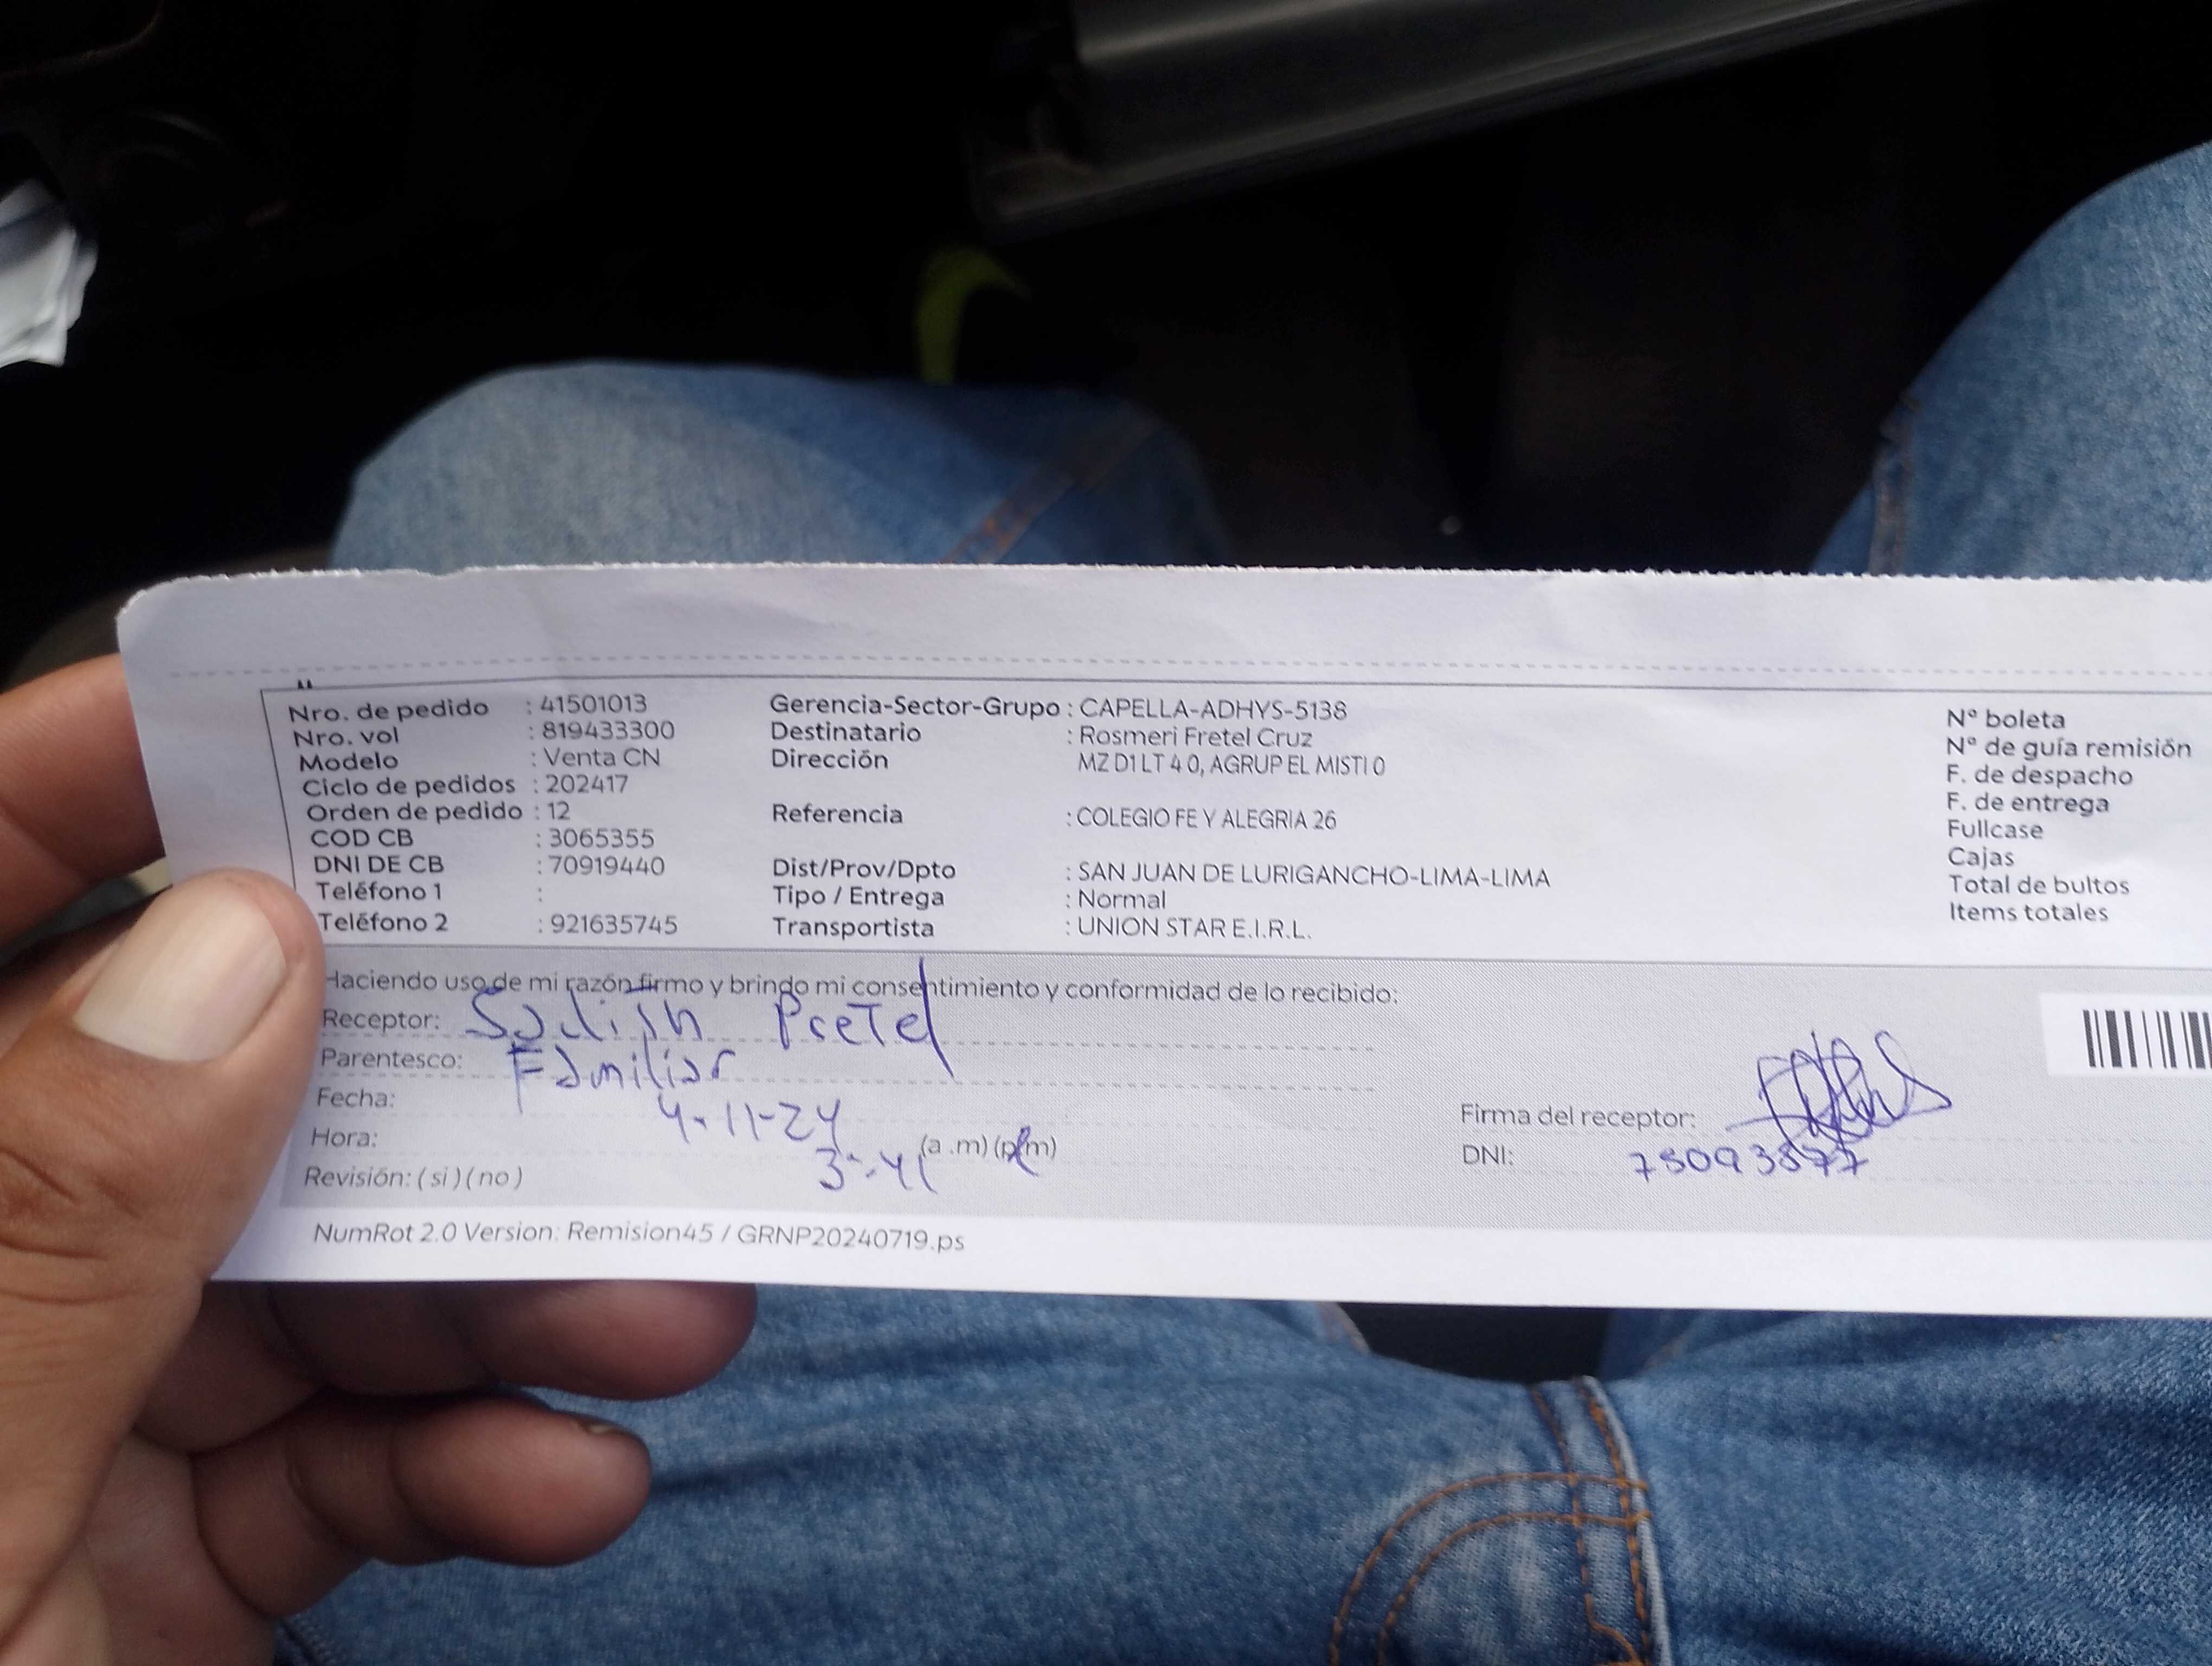 Nro. de pedido : 41501013 Gerencia-Sector-Grupo : CAPELLA-ADHYS-5138 N° boleta
Nro. vol : 819433300 Destinatario : Rosmeri Fretel Cruz N° de guía remisión
Modelo : Venta CN Dirección MZ D1 LT 4 0, AGRUP EL MISTI 0 F. de despacho
Ciclo de pedidos : 202417 F. de entrega
Orden de pedido : 12 Referencia : COLEGIO FE Y ALEGRIA 26 Fullcase
COD CB : 3065355 Cajas
DNI DE CB : 70919440 Dist/Prov/Dpto : SAN JUAN DE LURIGANCHO-LIMA-LIMA Total de bultos
Teléfono 1 : Tipo / Entrega : Normal Items totales
Teléfono 2 : 921635745 Transportista : UNION STAR E.I.R.L.
Haciendo uso de mi razón firmo y brindo mi consentimiento y conformidad de lo recibido:
Receptor:
Parentesco: Familiar
Fecha: 4-11-24 Firma del receptor:
Hora: 3:41 (a .m) (p.m) DNI:
Revisión: ( si ) ( no )
NumRot 2.0 Version: Remision45 / GRNP20240719.ps